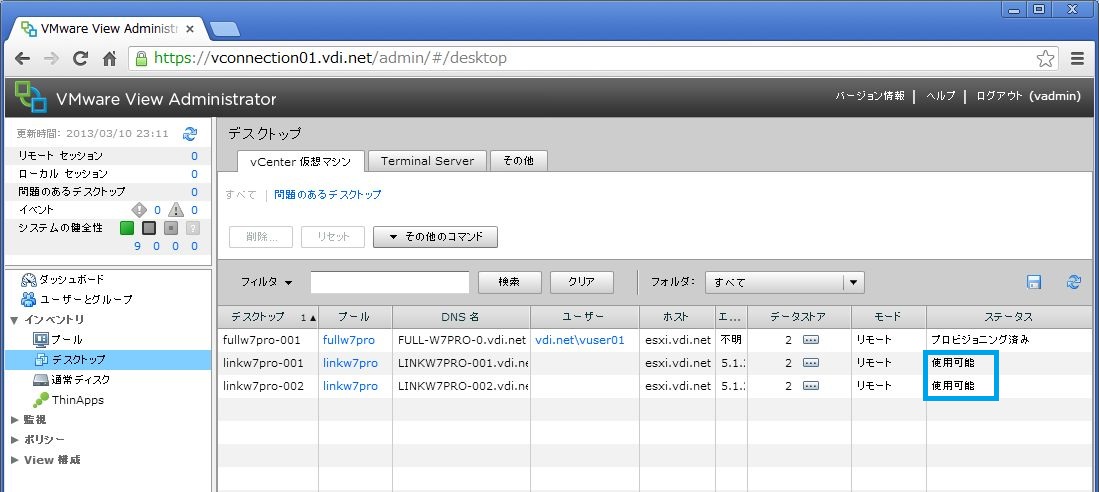 VMware View Administr
https://vconnection01.vdi.net/admin/#/desktop
VMware View Administrator
バージョン情報 | ヘルプ | ログアウト (vadmin)
更新時間: 2013/03/10 23:11
リモート セッション 0
ローカル セッション 0
問題のあるデスクトップ 0
イベント 0 0
システムの健全性 ?
9 0 0 0
ダッシュボード
ユーザーとグループ
インベントリ
プール
デスクトップ
通常ディスク
ThinApps
監視
ポリシー
View 構成
デスクトップ
vCenter 仮想マシン Terminal Server その他
すべて | 問題のあるデスクトップ
削除... リセット その他のコマンド
フィルタ 検索 クリア フォルダ: すべて
デスクトップ 1▲ プール DNS 名 ユーザー ホスト エ... データストア モード ステータス
fullw7pro-001 fullw7pro FULL-W7PRO-0.vdi.net vdi.net\vuser01 esxi.vdi.net 不明 2 ... リモート プロビジョニング済み
linkw7pro-001 linkw7pro LINKW7PRO-001.vdi.ne esxi.vdi.net 5.1.: 2 ... リモート 使用可能
linkw7pro-002 linkw7pro LINKW7PRO-002.vdi.ne esxi.vdi.net 5.1.: 2 ... リモート 使用可能